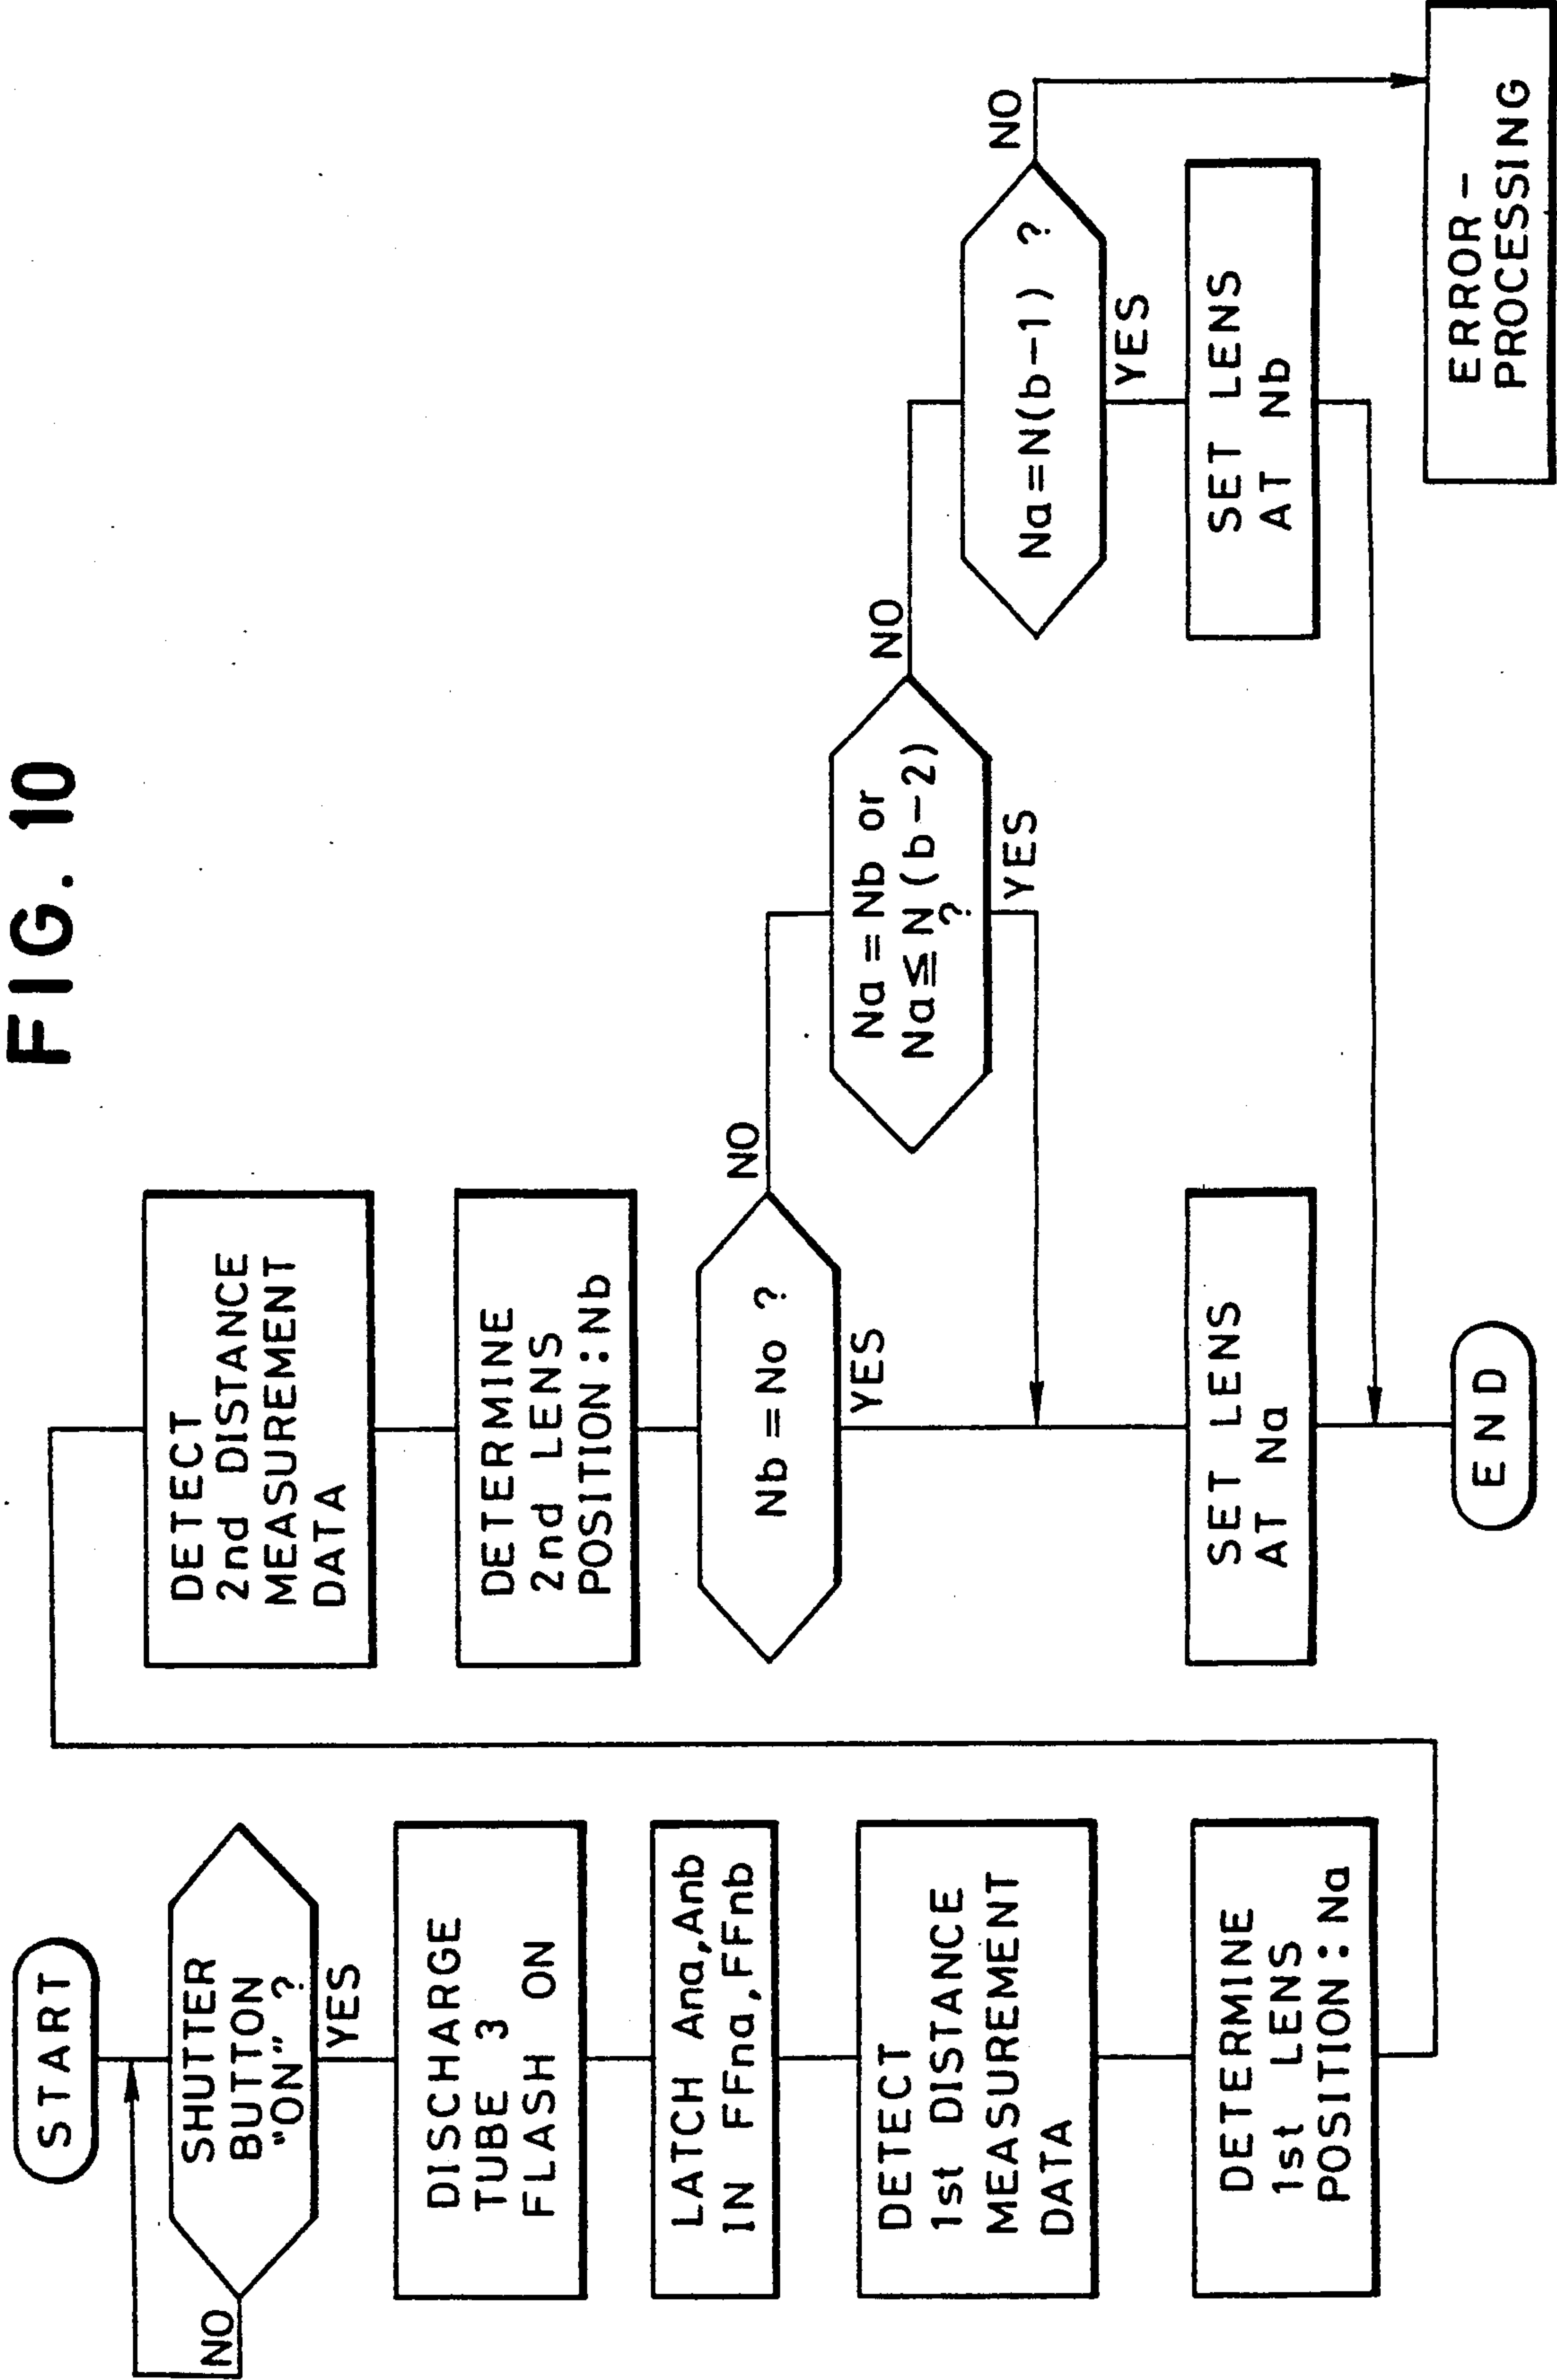 FIG. 10
START
SHUTTER
BUTTON
"ON" ?
NO
YES
DISCHARGE
TUBE 3
FLASH ON
LATCH Ana,Anb
IN FFna,FFnb
DETECT
1st DISTANCE
MEASUREMENT
DATA
DETERMINE
1st LENS
POSITION : Na
DETECT
2nd DISTANCE
MEASUREMENT
DATA
DETERMINE
2nd LENS
POSITION : Nb
Nb = No ?
NO
YES
Na = Nb or
Na ≦ N (b-2)
?
NO
YES
Na = N(b-1) ?
NO
YES
SET LENS
AT Na
SET LENS
AT Nb
ERROR-
PROCESSING
END